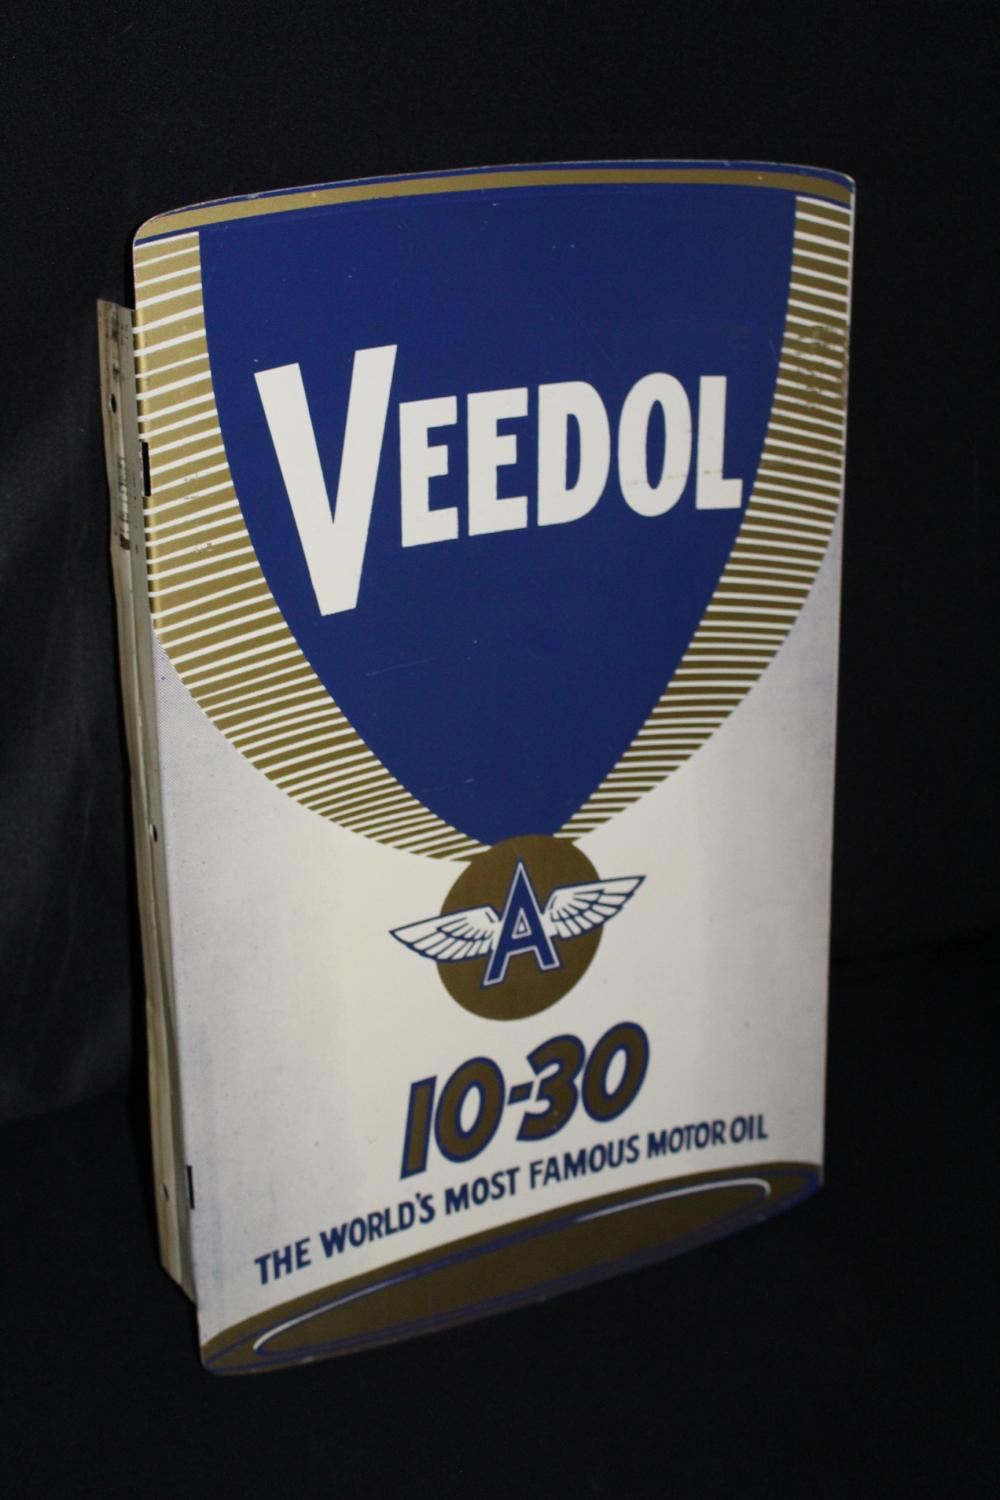 VEEDOL
A
10-30
THE WORLD'S MOST FAMOUS MOTOR OIL